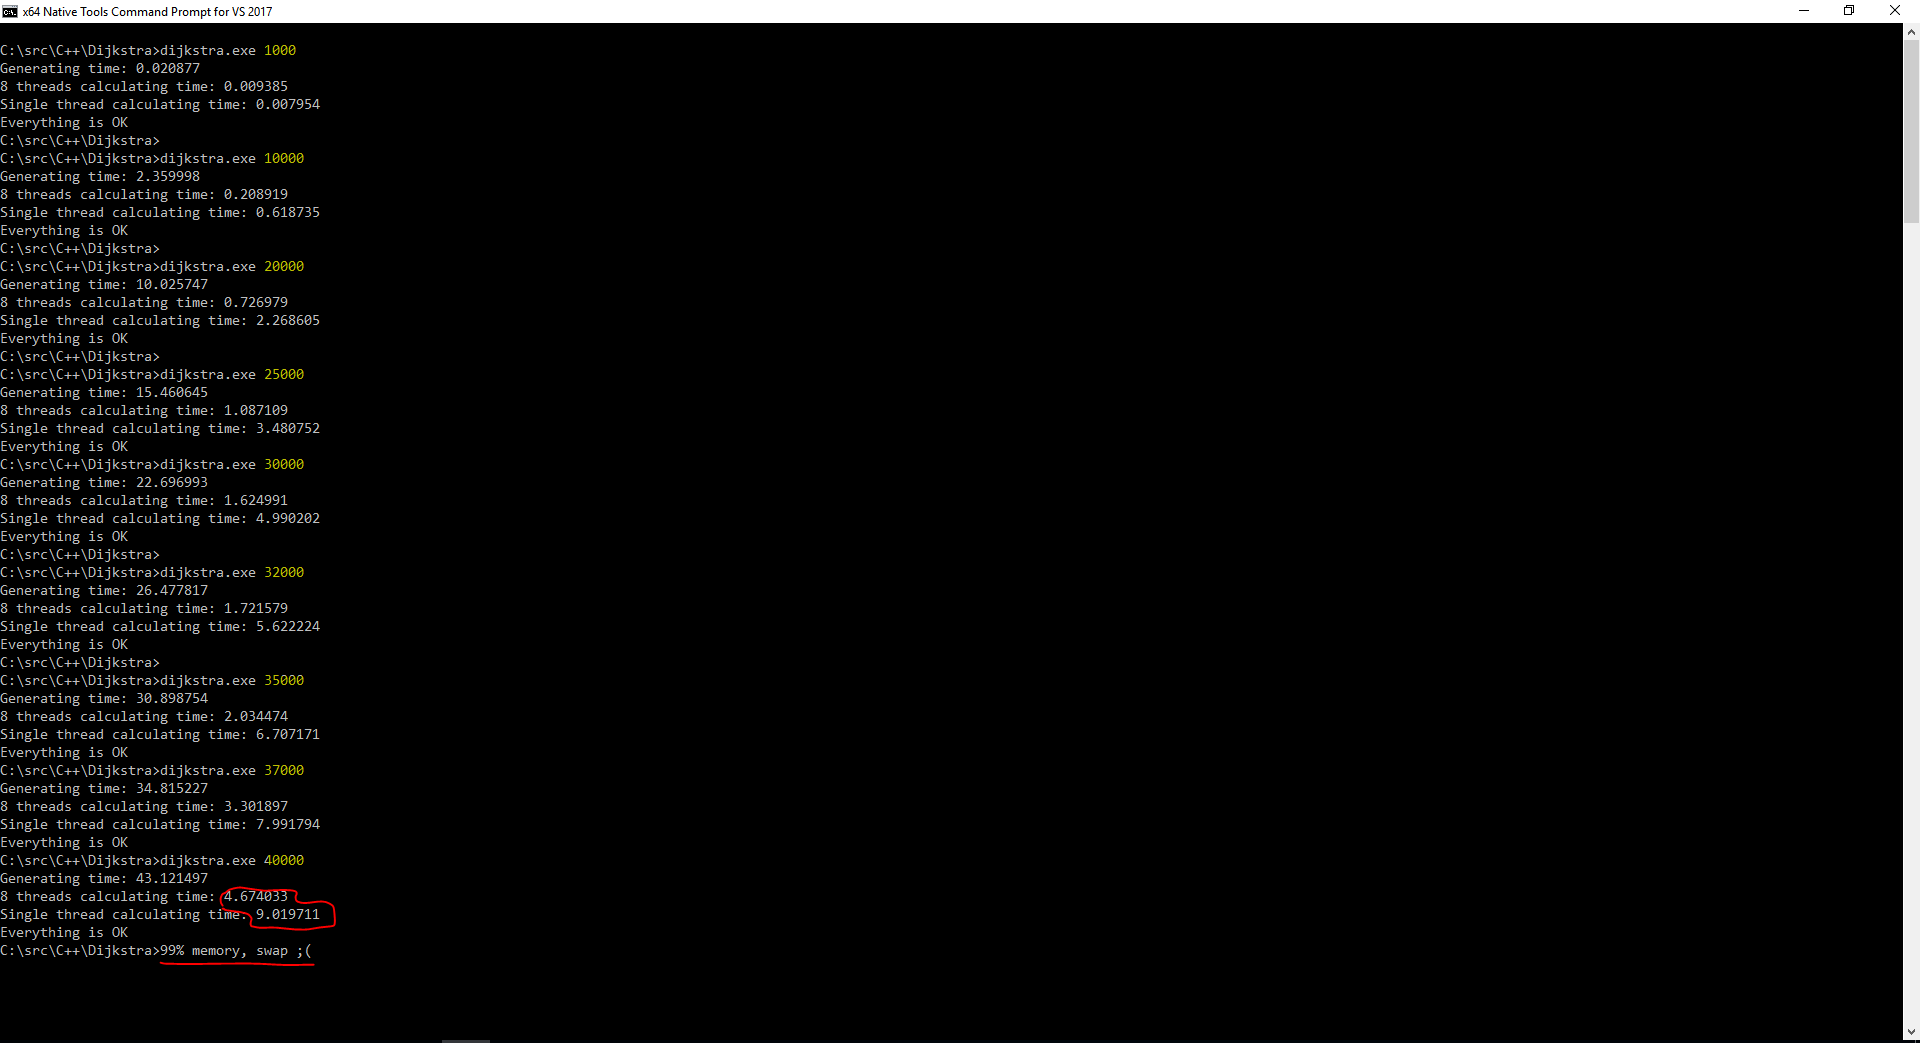 x64 Native Tools Command Prompt for VS 2017
C:\src\C++\Dijkstra>dijkstra.exe 1000
Generating time: 0.020877
8 threads calculating time: 0.009385
Single thread calculating time: 0.007954
Everything is OK
C:\src\C++\Dijkstra>
C:\src\C++\Dijkstra>dijkstra.exe 10000
Generating time: 2.359998
8 threads calculating time: 0.208919
Single thread calculating time: 0.618735
Everything is OK
C:\src\C++\Dijkstra>
C:\src\C++\Dijkstra>dijkstra.exe 20000
Generating time: 10.025747
8 threads calculating time: 0.726979
Single thread calculating time: 2.268605
Everything is OK
C:\src\C++\Dijkstra>
C:\src\C++\Dijkstra>dijkstra.exe 25000
Generating time: 15.460645
8 threads calculating time: 1.087109
Single thread calculating time: 3.480752
Everything is OK
C:\src\C++\Dijkstra>dijkstra.exe 30000
Generating time: 22.696993
8 threads calculating time: 1.624991
Single thread calculating time: 4.990202
Everything is OK
C:\src\C++\Dijkstra>
C:\src\C++\Dijkstra>dijkstra.exe 32000
Generating time: 26.477817
8 threads calculating time: 1.721579
Single thread calculating time: 5.622224
Everything is OK
C:\src\C++\Dijkstra>
C:\src\C++\Dijkstra>dijkstra.exe 35000
Generating time: 30.898754
8 threads calculating time: 2.034474
Single thread calculating time: 6.707171
Everything is OK
C:\src\C++\Dijkstra>dijkstra.exe 37000
Generating time: 34.815227
8 threads calculating time: 3.301897
Single thread calculating time: 7.991794
Everything is OK
C:\src\C++\Dijkstra>dijkstra.exe 40000
Generating time: 43.121497
8 threads calculating time: 4.674033
Single thread calculating time: 9.019711
Everything is OK
C:\src\C++\Dijkstra>99% memory, swap ;(